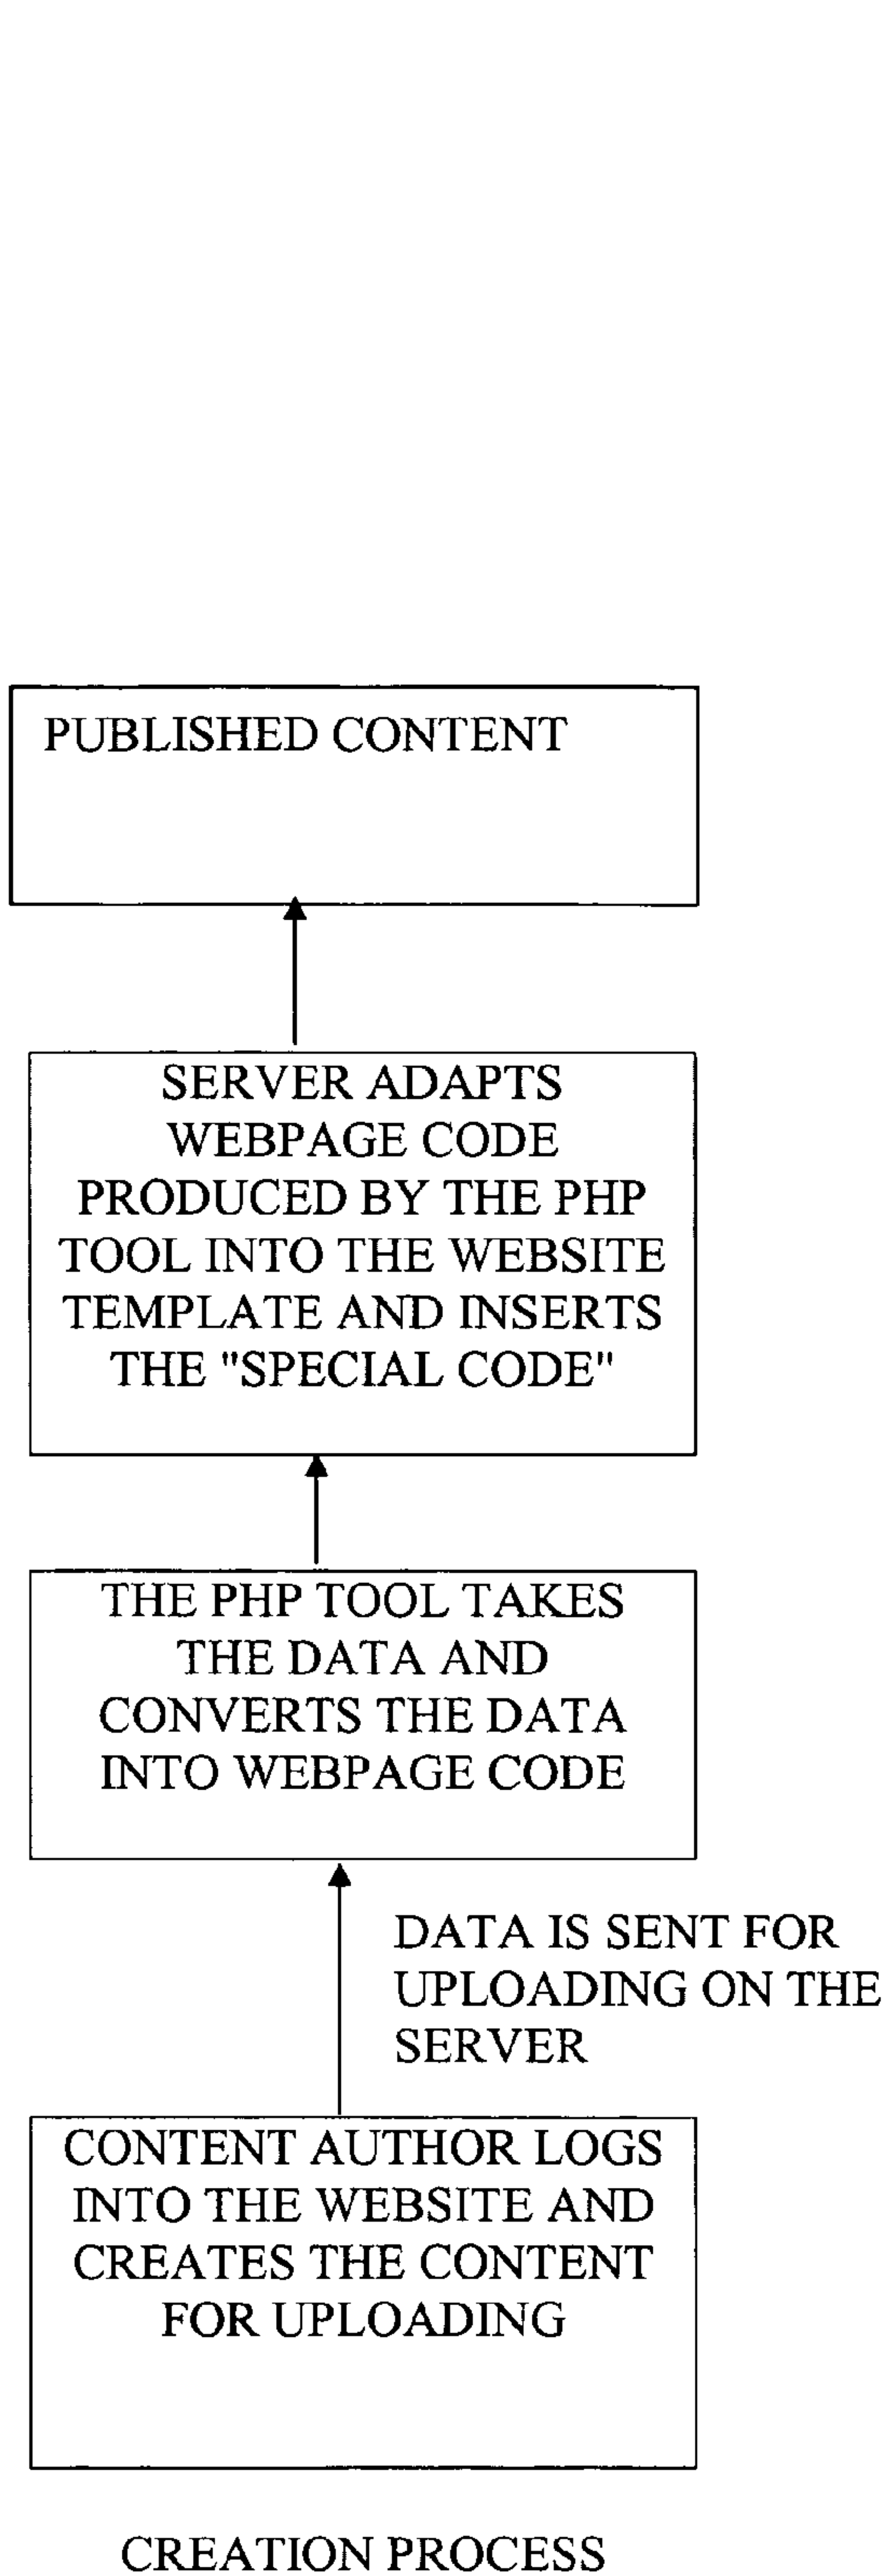 PUBLISHED CONTENT
SERVER ADAPTS
WEBPAGE CODE
PRODUCED BY THE PHP
TOOL INTO THE WEBSITE
TEMPLATE AND INSERTS
THE "SPECIAL CODE"
THE PHP TOOL TAKES
THE DATA AND
CONVERTS THE DATA
INTO WEBPAGE CODE
DATA IS SENT FOR
UPLOADING ON THE
SERVER
CONTENT AUTHOR LOGS
INTO THE WEBSITE AND
CREATES THE CONTENT
FOR UPLOADING
CREATION PROCESS